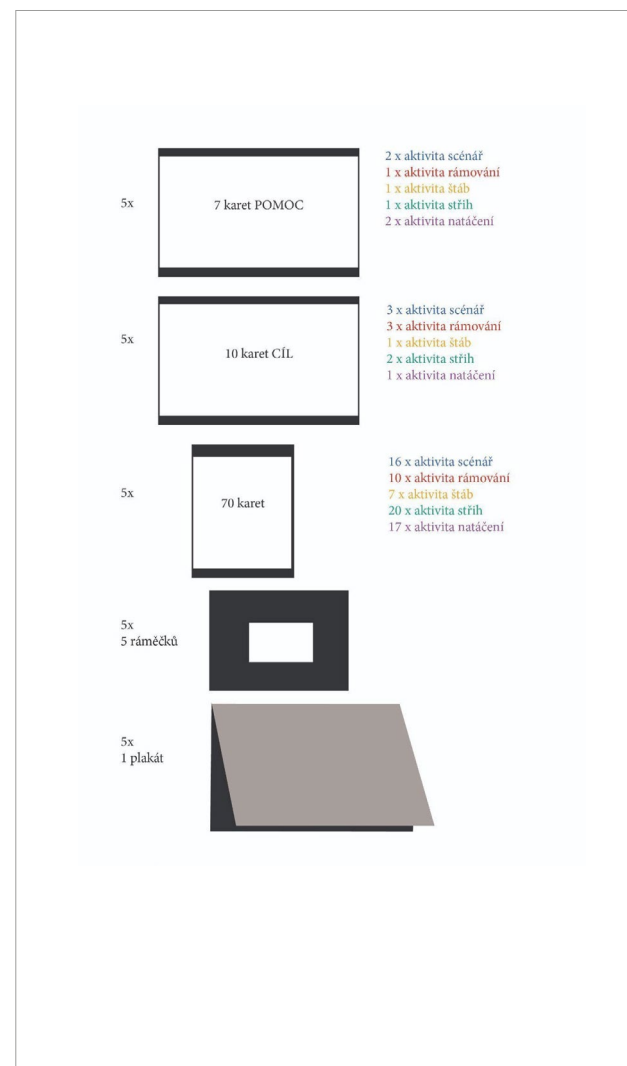 5x
7 karet POMOC
2 x aktivita scénář
1 x aktivita rámování
1 x aktivita štáb
1 x aktivita střih
2 x aktivita natáčení
5x
10 karet CÍL
3 x aktivita scénář
3 x aktivita rámování
1 x aktivita štáb
2 x aktivita střih
1 x aktivita natáčení
5x
70 karet
16 x aktivita scénář
10 x aktivita rámování
7 x aktivita štáb
20 x aktivita střih
17 x aktivita natáčení
5x
5 ráměčků
5x
1 plakát